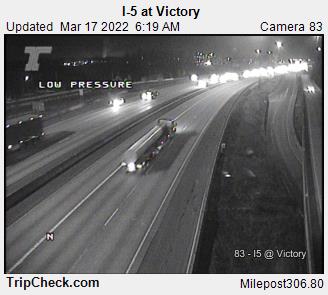 I-5 at Victory
Updated Mar 17 2022 6:19 AM Camera 83
T
LOW PRESSURE
N
83 - I5 @ Victory
TripCheck.com Milepost306.80